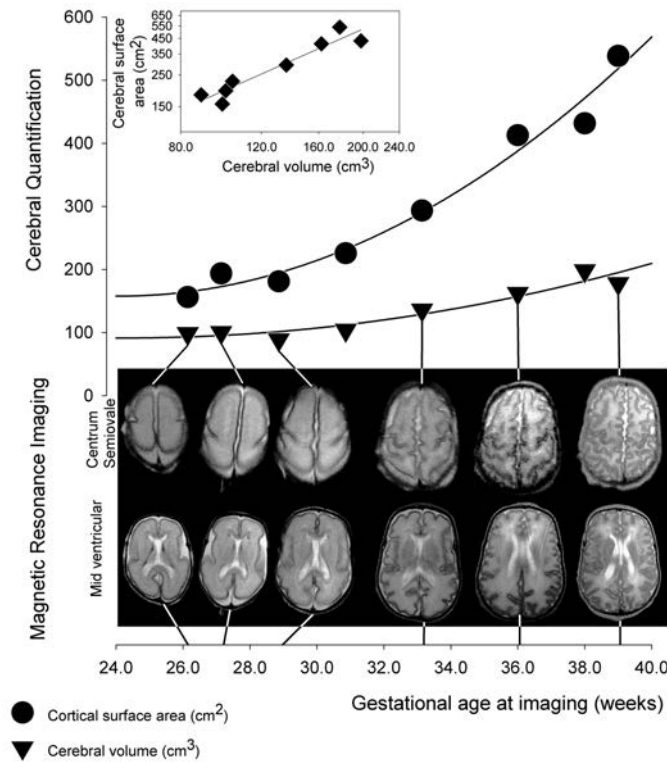 650
550
450
350
250
150
Cerebral surface
area (cm2)
80.0
120.0
160.0
200.0
240.0
Cerebral volume (cm3)
600
500
400
300
200
100
0
Cerebral Quantification
Magnetic Resonance Imaging
Centrum
Semiovale
Mid ventricular
24.0
26.0
28.0
30.0
32.0
34.0
36.0
38.0
40.0
Gestational age at imaging (weeks)
Cortical surface area (cm2)
Cerebral volume (cm3)